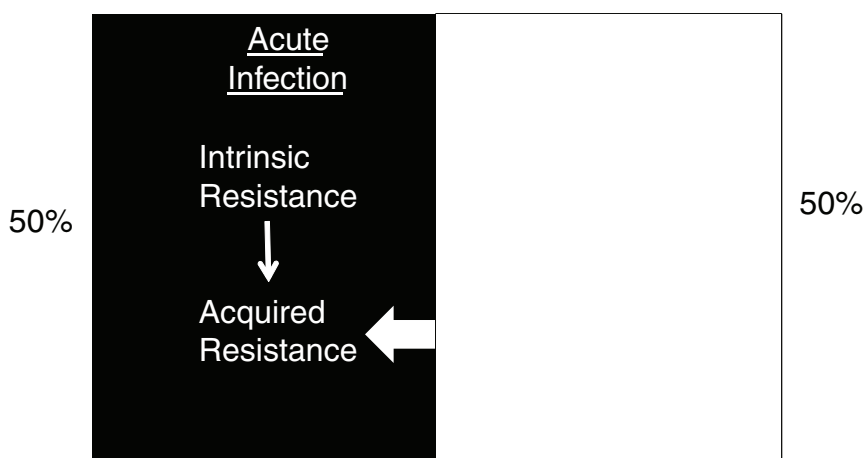 Acute
Infection
Intrinsic
Resistance
50%
50%
Acquired
Resistance